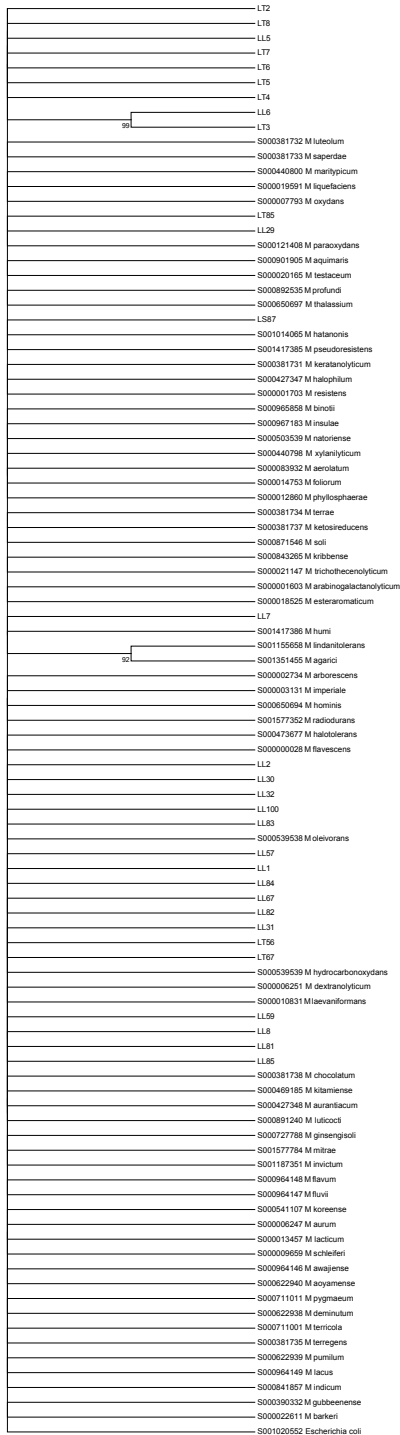 LT2
LT8
LL5
LT7
LT6
LT5
LT4
LL6
99
LT3
S000381732 M luteolum
S000381733 M saperdae
S000440800 M maritypicum
S000019591 M liquefaciens
S000007793 M oxydans
LT85
LL29
S000121408 M paraoxydans
S000901905 M aquimaris
S000020165 M testaceum
S000892535 M profundi
S000650697 M thalassium
LS87
S001014065 M hatanonis
S001417385 M pseudoresistens
S000381731 M keratanolyticum
S000427347 M halophilum
S000001703 M resistens
S000965858 M binotii
S000967183 M insulae
S000503539 M natoriense
S000440798 M xylanilyticum
S000083932 M aerolatum
S000014753 M foliorum
S000012860 M phyllosphaerae
S000381734 M terrae
S000381737 M ketosireducens
S000871546 M soli
S000843265 M kribbense
S000021147 M trichothecenolyticum
S000001603 M arabinogalactanolyticum
S000018525 M esteraromaticum
LL7
S001417386 M humi
S001155658 M lindanitolerans
92
S001351455 M agarici
S000002734 M arborescens
S000003131 M imperiale
S000650694 M hominis
S001577352 M radiodurans
S000473677 M halotolerans
S000000028 M flavescens
LL2
LL30
LL32
LL100
LL83
S000539538 M oleivorans
LL57
LL1
LL84
LL67
LL82
LL31
LT56
LT67
S000539539 M hydrocarbonoxydans
S000006251 M dextranolyticum
S000010831 M laevaniformans
LL59
LL8
LL81
LL85
S000381738 M chocolatum
S000469185 M kitamiense
S000427348 M aurantiacum
S000891240 M luticocti
S000727788 M ginsengisoli
S001577784 M mitrae
S001187351 M invictum
S000964148 M flavum
S000964147 M fluvii
S000541107 M koreense
S000006247 M aurum
S000013457 M lacticum
S000009659 M schleiferi
S000964146 M awajiense
S000622940 M aoyamense
S000711011 M pygmaeum
S000622938 M deminutum
S000711001 M terricola
S000381735 M terregens
S000622939 M pumilum
S000964149 M lacus
S000841857 M indicum
S000390332 M gubbeenense
S000022611 M barkeri
S001020552 Escherichia coli